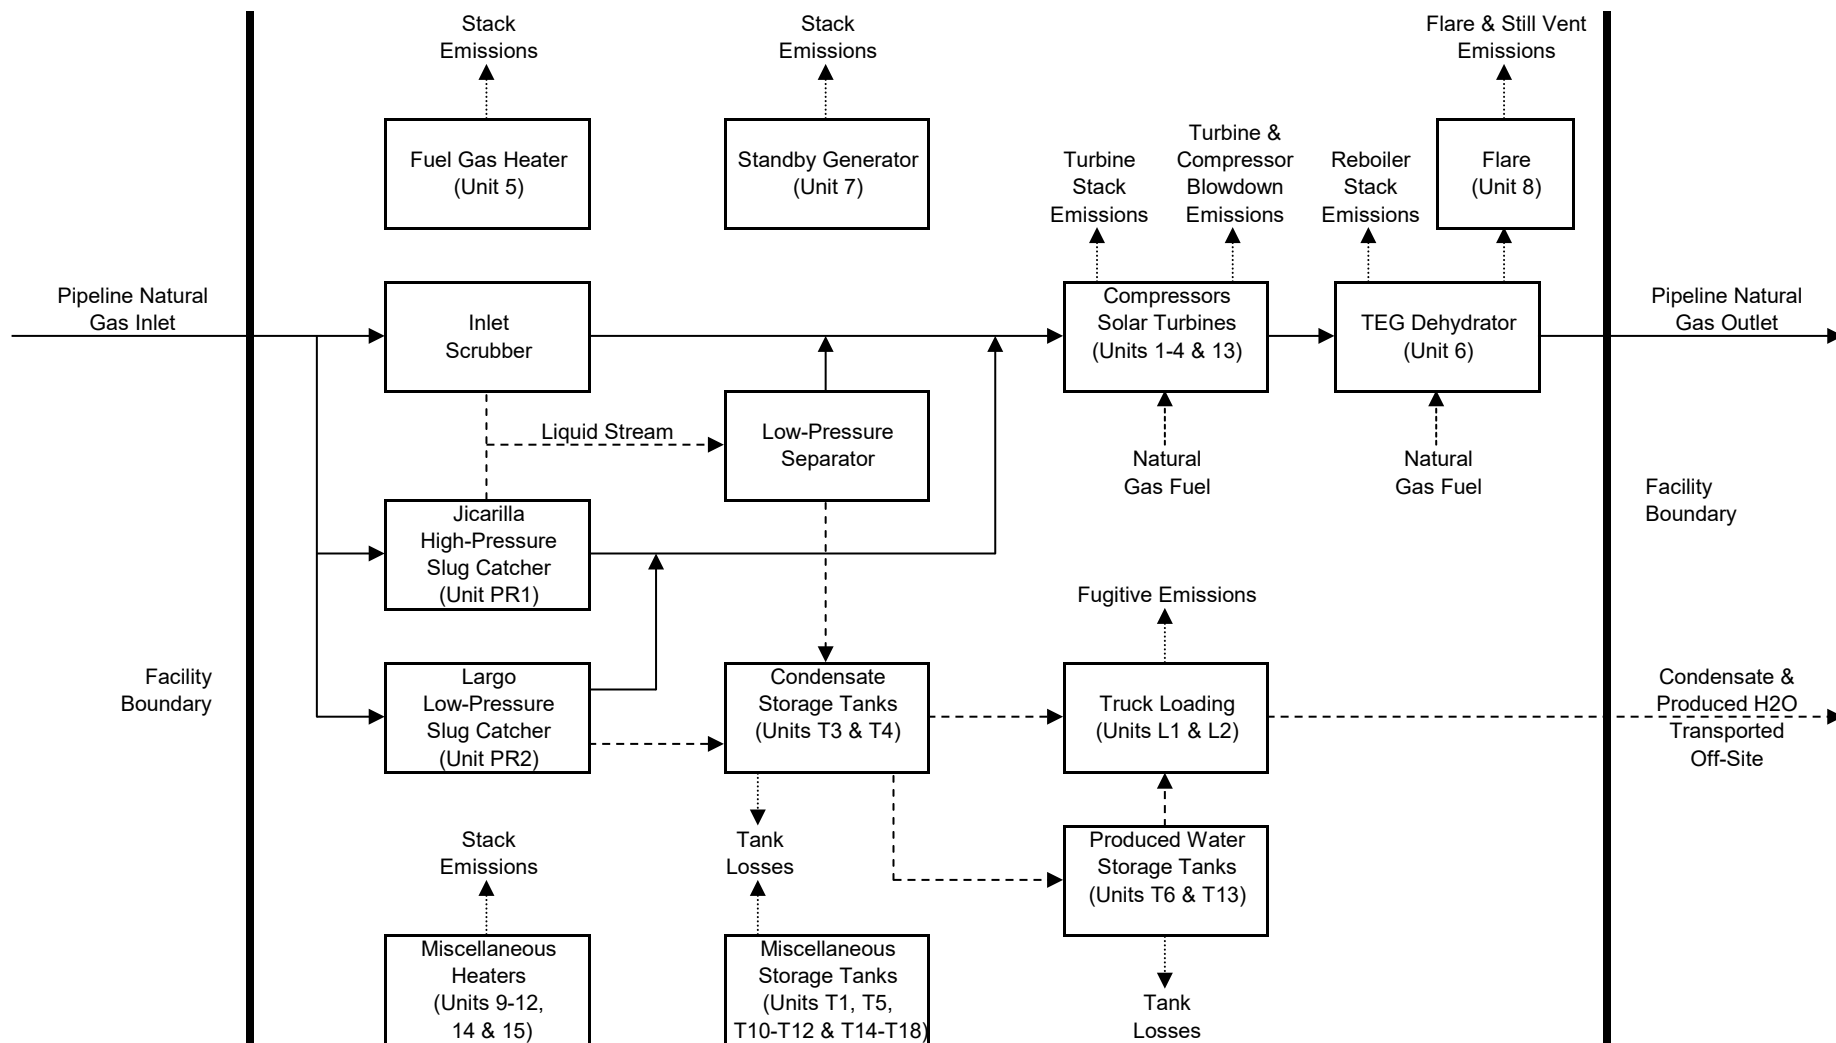 Stack
Emissions
Stack
Emissions
Flare & Still Vent
Emissions
Fuel Gas Heater
(Unit 5)
Standby Generator
(Unit 7)
Turbine
Stack
Emissions
Turbine &
Compressor
Blowdown
Emissions
Reboiler
Stack
Emissions
Flare
(Unit 8)
Pipeline Natural
Gas Inlet
Inlet
Scrubber
Compressors
Solar Turbines
(Units 1-4 & 13)
TEG Dehydrator
(Unit 6)
Pipeline Natural
Gas Outlet
Liquid Stream
Low-Pressure
Separator
Natural
Gas Fuel
Natural
Gas Fuel
Facility
Boundary
Jicarilla
High-Pressure
Slug Catcher
(Unit PR1)
Fugitive Emissions
Facility
Boundary
Largo
Low-Pressure
Slug Catcher
(Unit PR2)
Condensate
Storage Tanks
(Units T3 & T4)
Truck Loading
(Units L1 & L2)
Condensate &
Produced H2O
Transported
Off-Site
Stack
Emissions
Tank
Losses
Produced Water
Storage Tanks
(Units T6 & T13)
Miscellaneous
Heaters
(Units 9-12,
14 & 15)
Miscellaneous
Storage Tanks
(Units T1, T5,
T10-T12 & T14-T18)
Tank
Losses